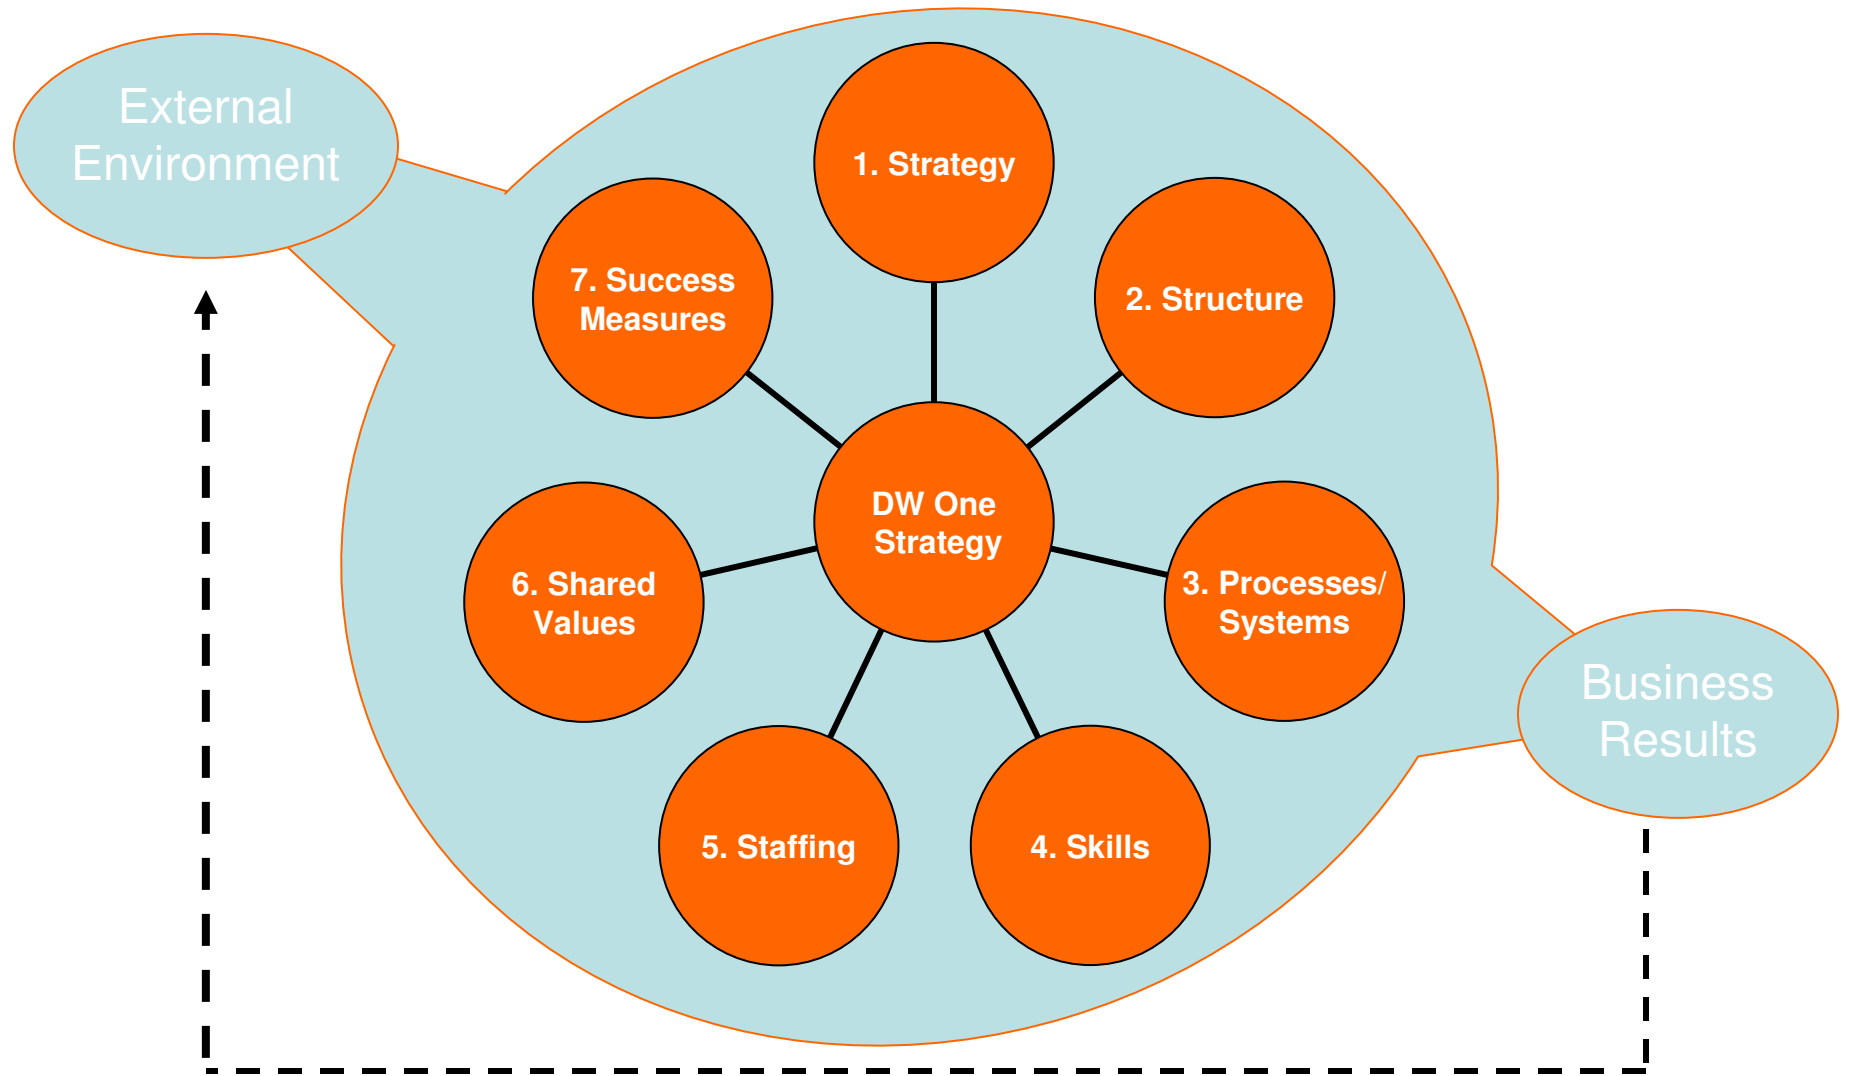 External
Environment
1. Strategy
2. Structure
7. Success
Measures
DW One
Strategy
3. Processes/
Systems
6. Shared
Values
Business
Results
5. Staffing
4. Skills